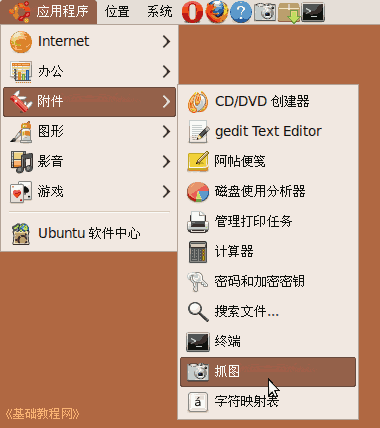 应用程序 位置 系统
Internet
办公
附件
图形
影音
游戏
Ubuntu 软件中心
CD/DVD 创建器
gedit Text Editor
阿帖便笺
磁盘使用分析器
管理打印任务
计算器
密码和加密密钥
搜索文件...
终端
抓图
字符映射表
《基础教程网》